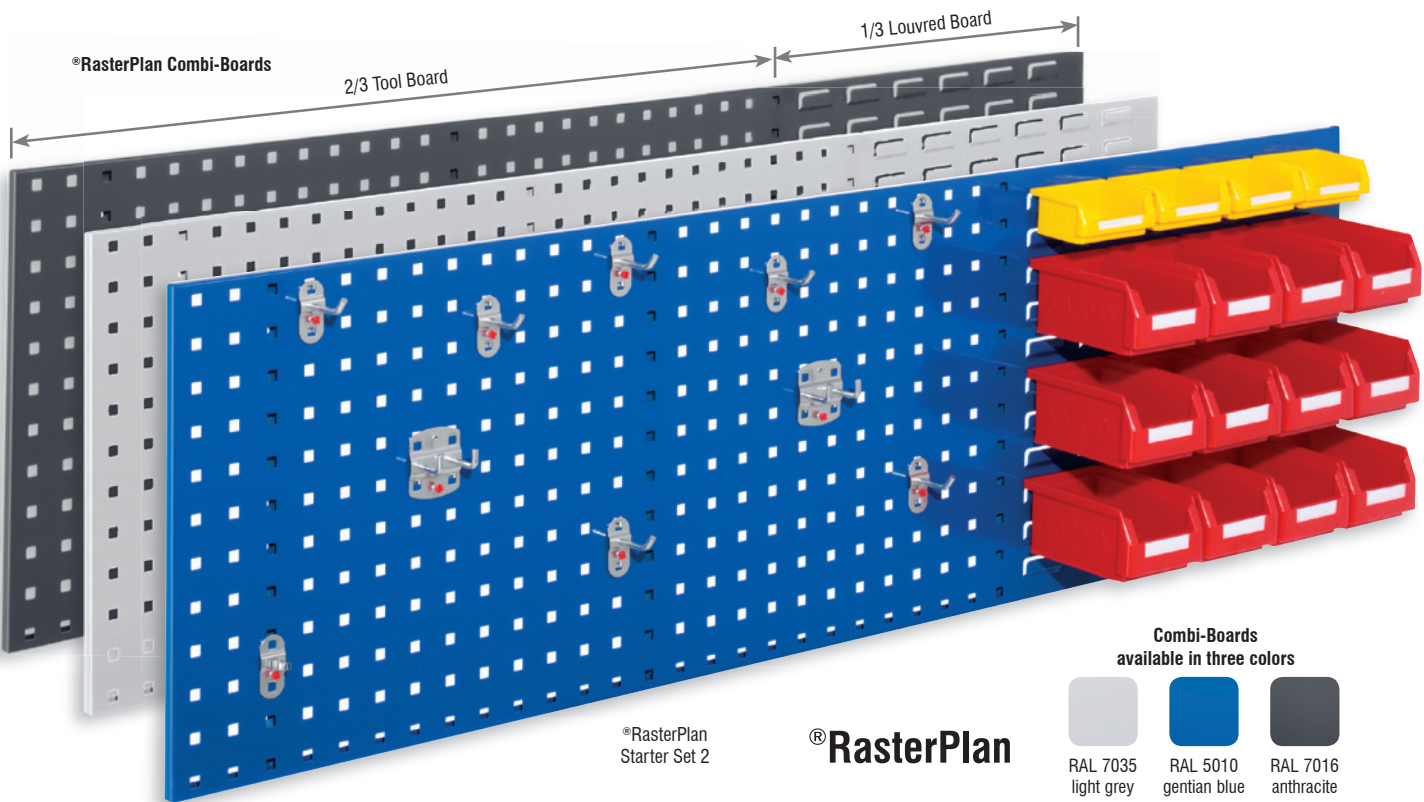 1/3 Louvred Board
®RasterPlan Combi-Boards
2/3 Tool Board
Combi-Boards
available in three colors
®RasterPlan
Starter Set 2
®RasterPlan
RAL 7035
light grey
RAL 5010
gentian blue
RAL 7016
anthracite